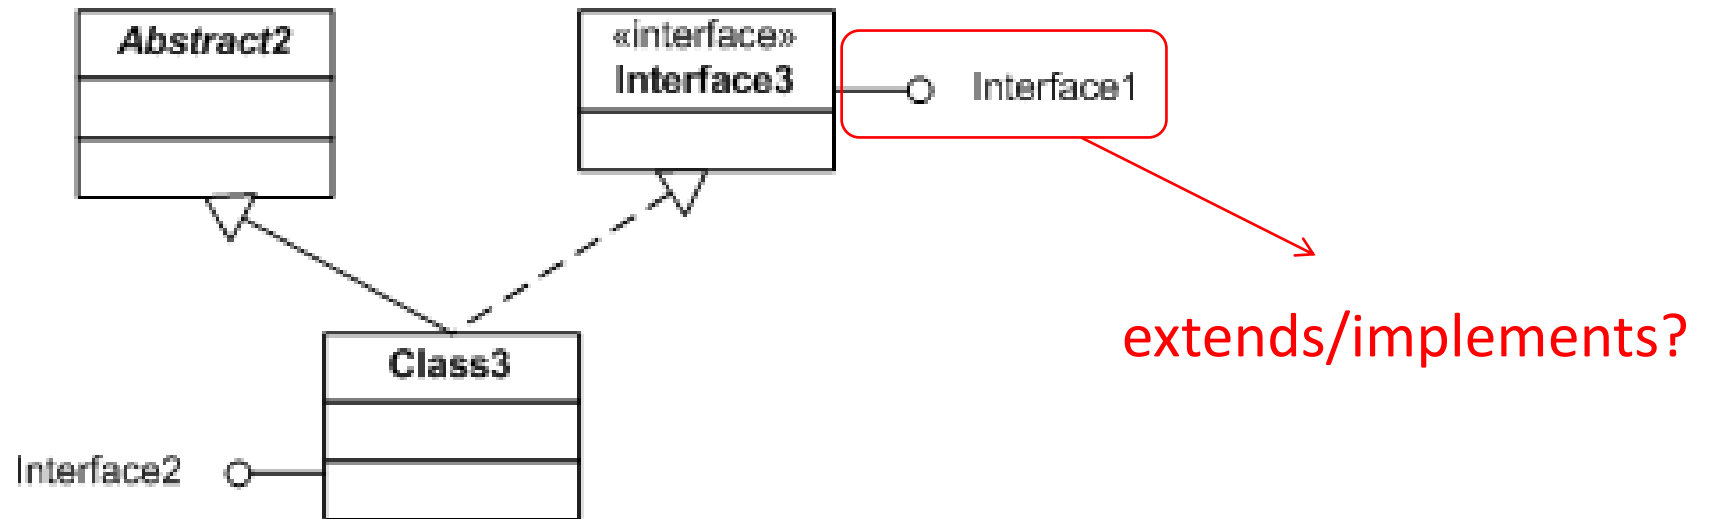 Abstract2
«interface»
Interface3
Interface1
extends/implements?
Class3
Interface2